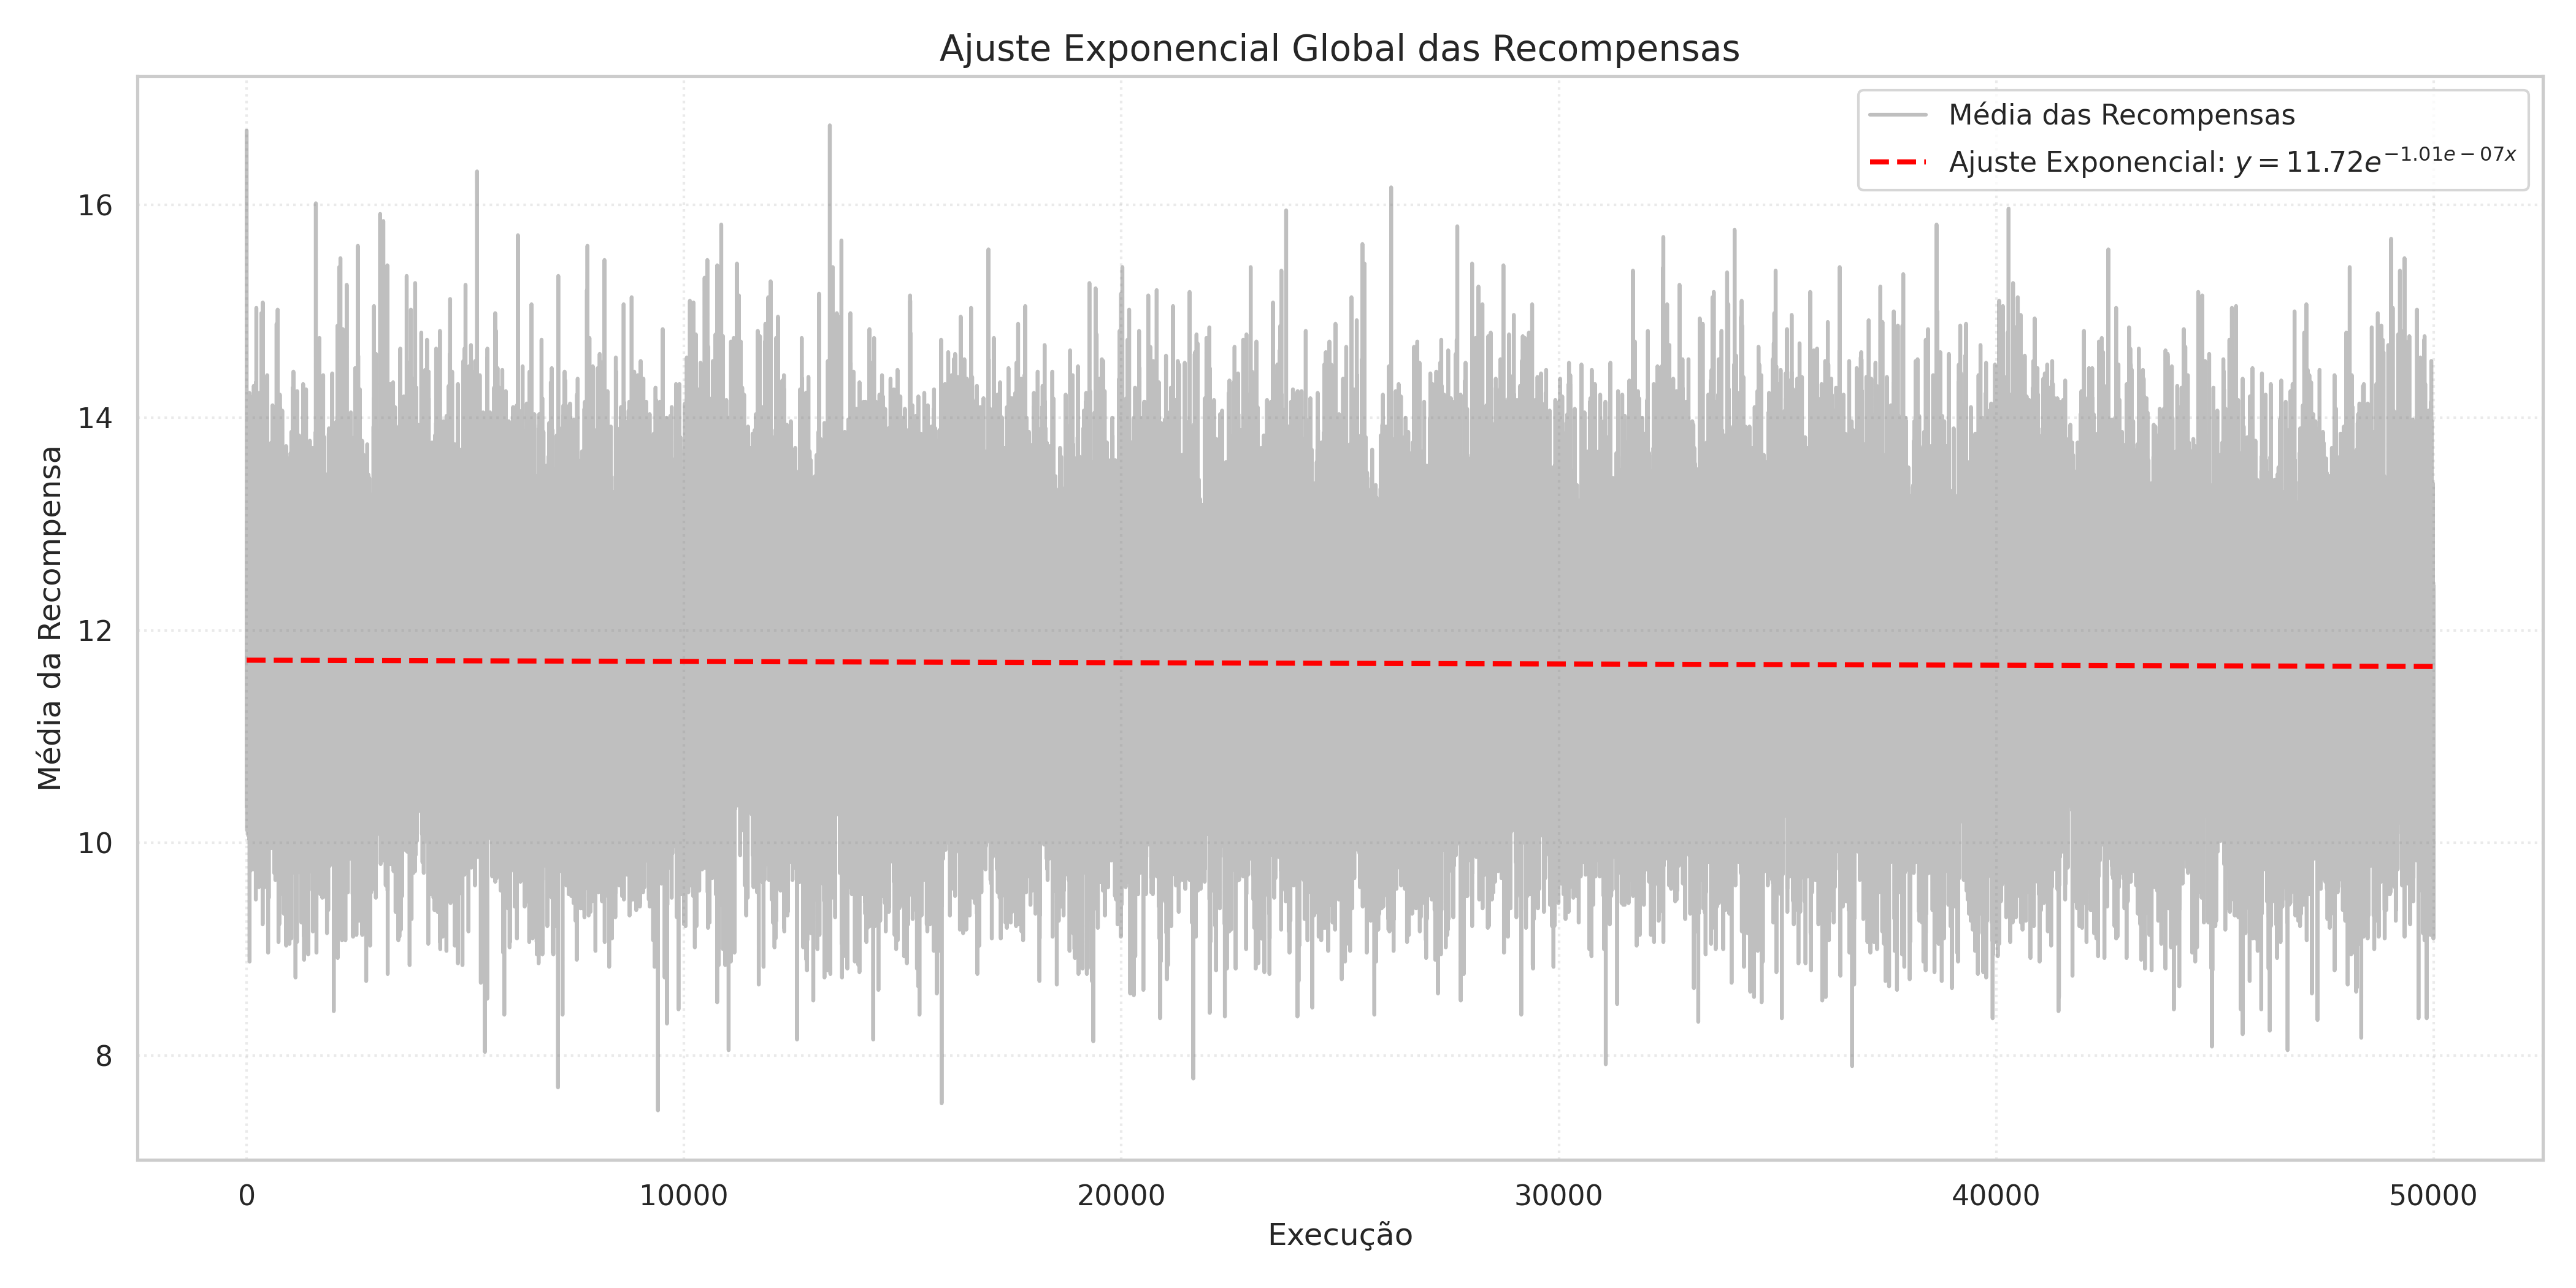 Ajuste Exponencial Global das Recompensas
Média das Recompensas
Ajuste Exponencial: y = 11.72e^{-1.01e-07x}
Média da Recompensa
16
14
12
10
8
0 10000 20000 30000 40000 50000
Execução